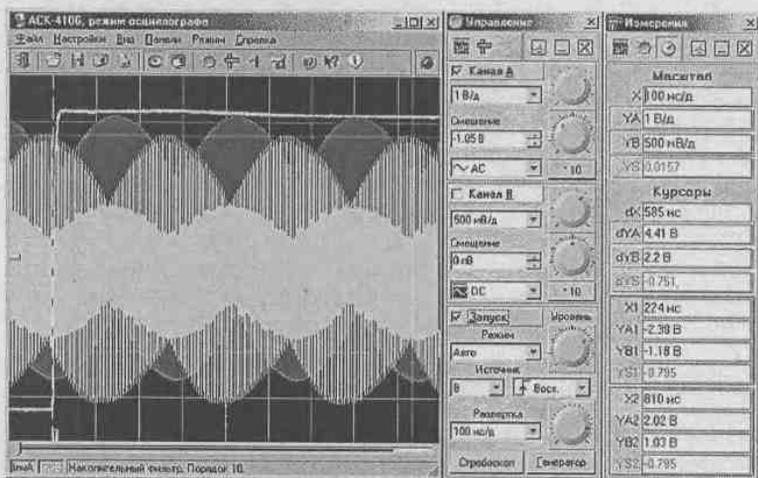 АСК-4106, режим осциллографа
Файл Настройки Вид Панели Режим Справка
Накопительный фильтр. Порядок 10.
Управление
Канал A
1 В/д
Смещение
-1.05 В
AC
* 10
Канал B
500 мВ/д
Смещение
0 пВ
DC
* 10
Запуск
Уровень
Режим
Авто
Источник
B
Восх.
Развертка
100 нс/д
Стробоскоп
Генератор
Измерения
Масштаб
X 100 нс/д
YA 1 В/д
YB 500 мВ/д
YS 0.0157
Курсоры
dX 585 нс
dYA 4.41 В
dYB 2.2 В
dYS -0.751
X1 224 нс
YA1 -2.38 В
YB1 -1.18 В
YS1 -0.795
X2 810 нс
YA2 2.02 В
YB2 1.03 В
YS2 -0.795